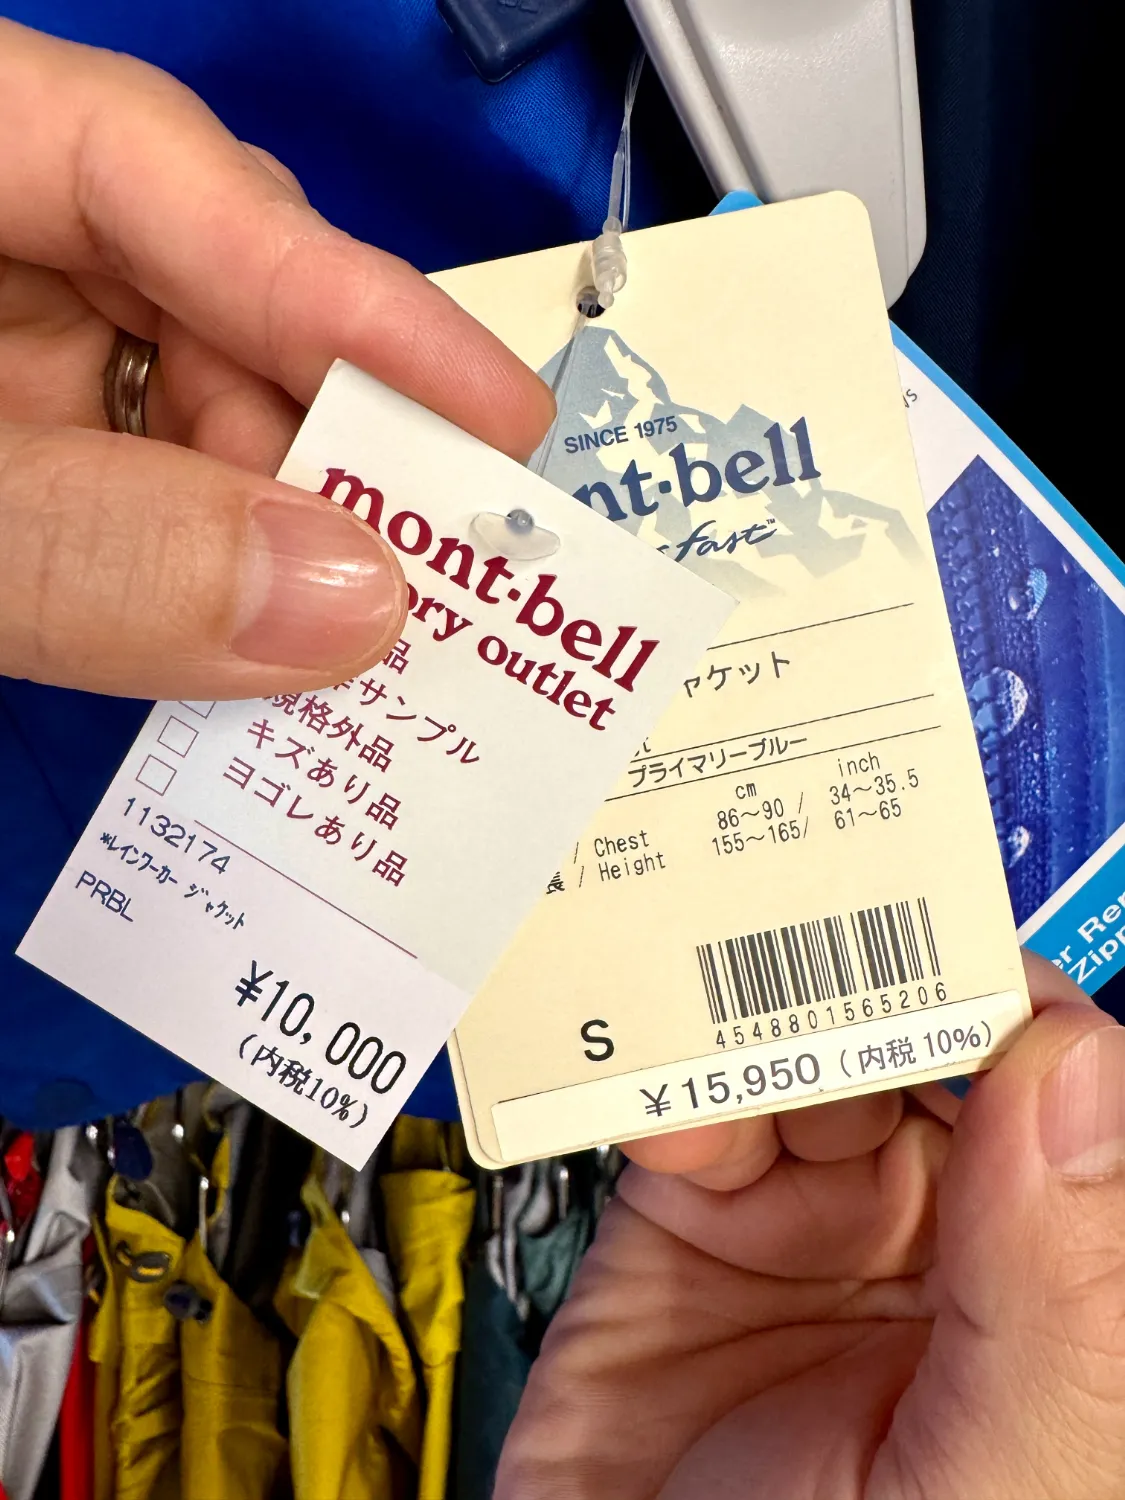 mont·bell
ory outlet
品
サンプル
規格外品
キズあり品
ヨゴレあり品
1132174
*レインワーカー ジャケット
PRBL
¥10,000
(内税10%)
SINCE 1975
nt·bell
fast™
ャケット
プライマリーブルー
cm inch
/ Chest 86～90 / 34～35.5
/ Height 155～165/ 61～65
4548801565206
S
¥15,950 (内税 10%)
er Re
Zipp